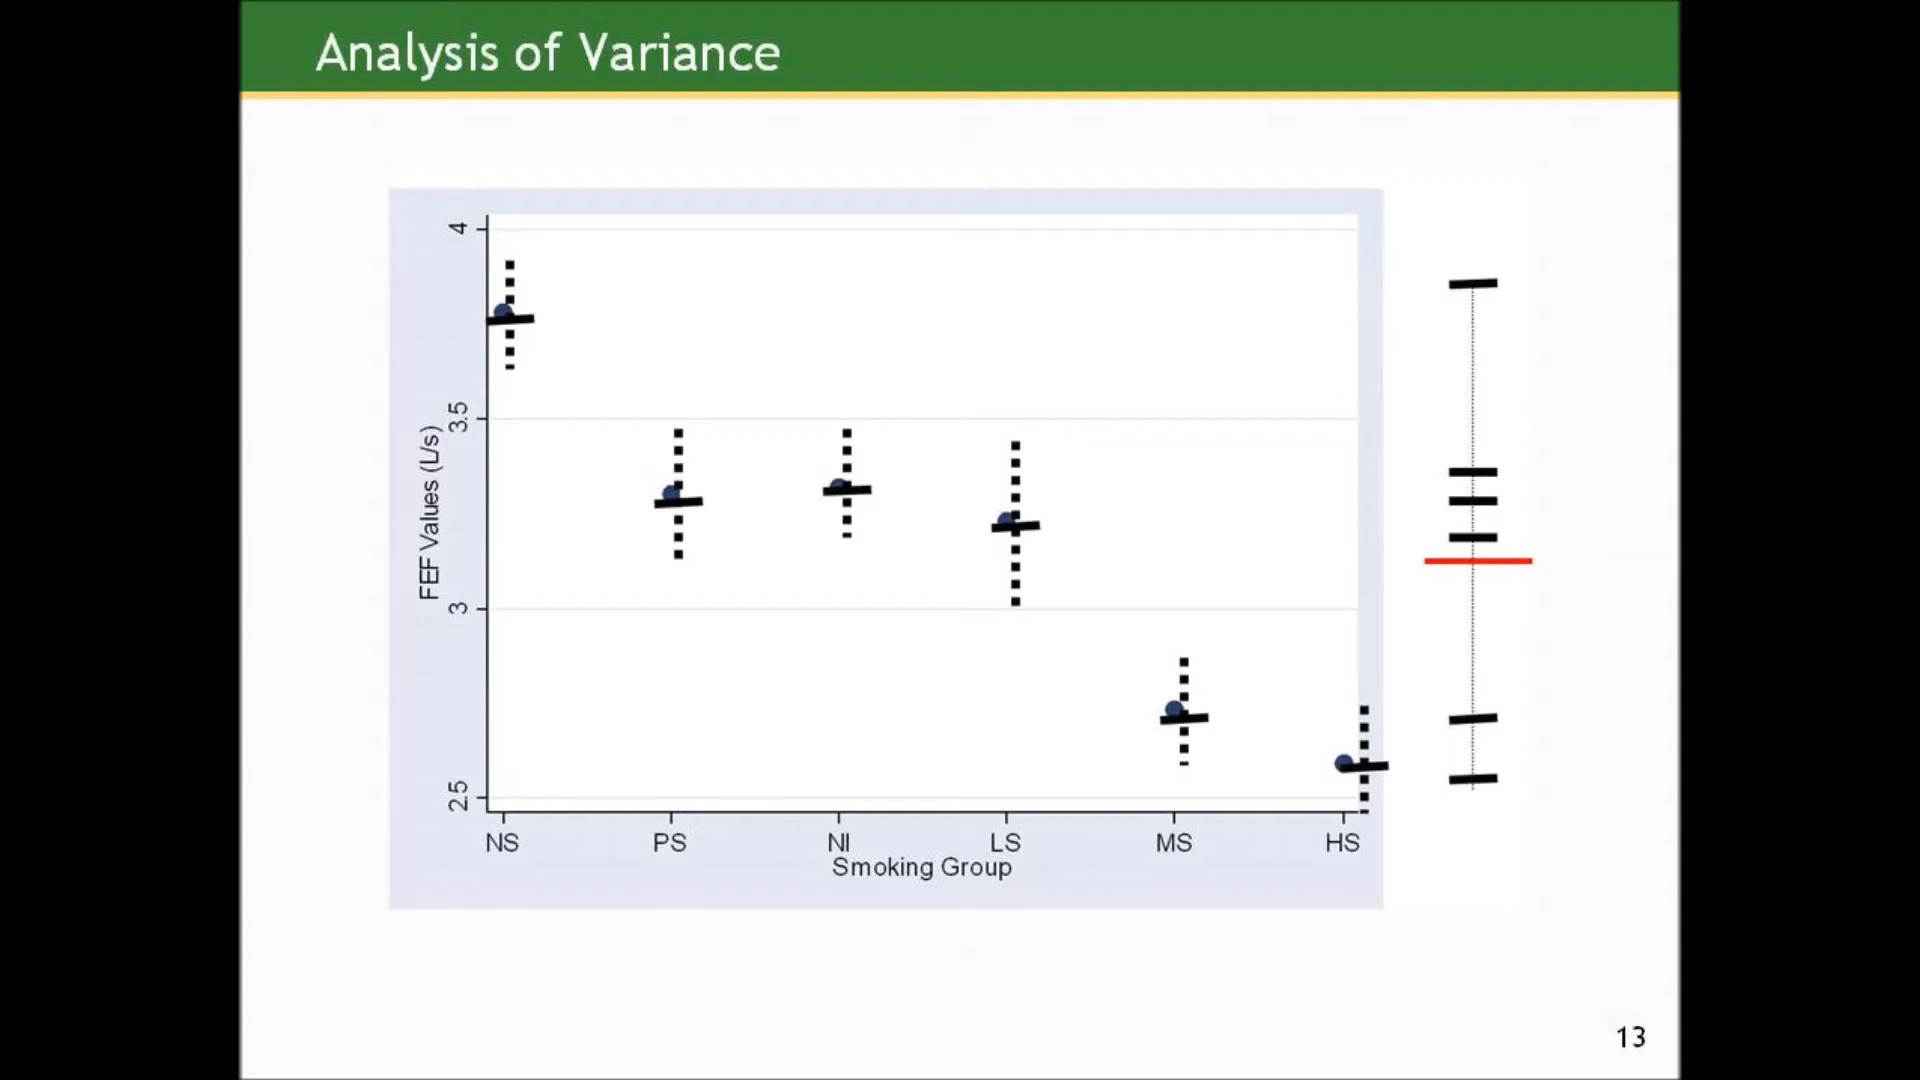 Analysis of Variance
4
3.5
3
2.5
FEF Values (L/s)
NS PS NI LS MS HS
Smoking Group
13